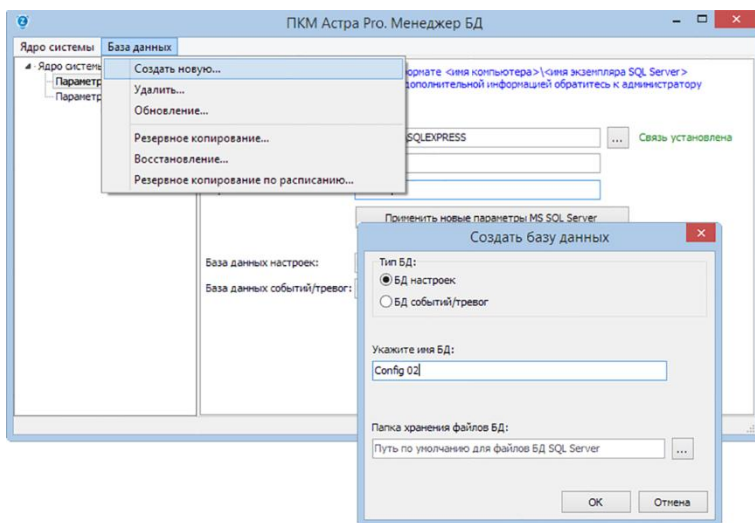 ПКМ Астра Pro. Менеджер БД
Ядро системы База данных
Ядро систем
Параметр
Параметр
Создать новую...
Удалить...
Обновление...
Резервное копирование...
Восстановление...
Резервное копирование по расписанию...
ормате <имя компьютера>\<имя экземпляра SQL Server>
дополнительной информацией обратитесь к администратору
SQLEXPRESS ... Связь установлена
Применить новые параметры MS SQL Server
База данных настроек:
База данных событий/тревог:
Создать базу данных
Тип БД:
БД настроек
БД событий/тревог
Укажите имя БД:
Config 02
Папка хранения файлов БД:
Путь по умолчанию для файлов БД SQL Server ...
OK Отмена